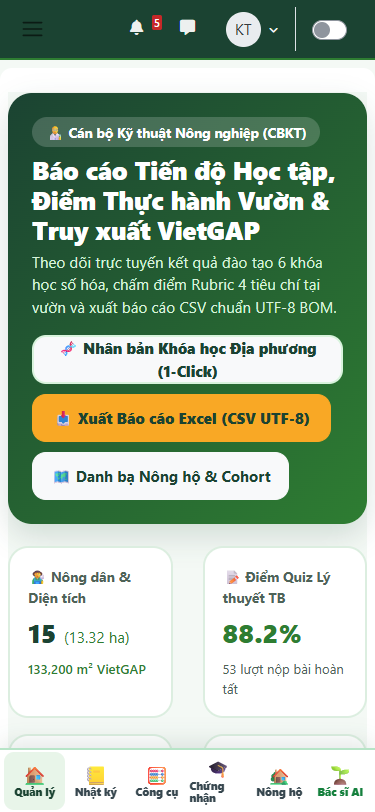 5
KT
Cán bộ Kỹ thuật Nông nghiệp (CBKT)
Báo cáo Tiến độ Học tập,
Điểm Thực hành Vườn &
Truy xuất VietGAP
Theo dõi trực tuyến kết quả đào tạo 6 khóa
học số hóa, chấm điểm Rubric 4 tiêu chí tại
vườn và xuất báo cáo CSV chuẩn UTF-8 BOM.
Nhân bản Khóa học Địa phương
(1-Click)
Xuất Báo cáo Excel (CSV UTF-8)
Danh bạ Nông hộ & Cohort
Nông dân &
Diện tích
15 (13.32 ha)
133,200 m² VietGAP
Điểm Quiz Lý
thuyết TB
88.2%
53 lượt nộp bài hoàn
tất
Quản lý
Nhật ký
Công cụ
Chứng
nhận
Nông hộ
Bác sĩ AI